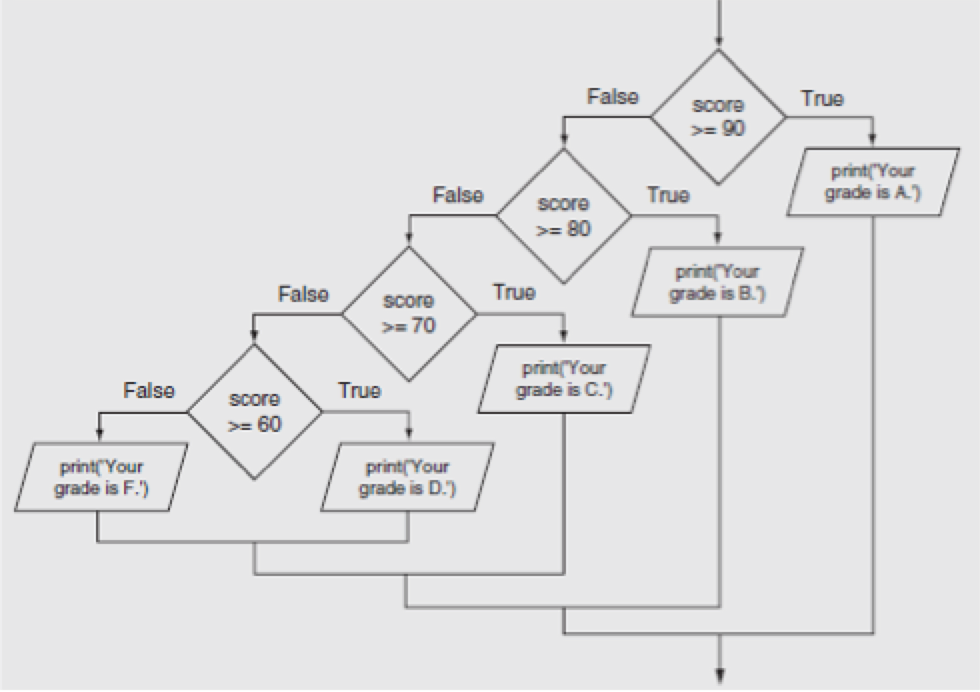 False
score
>= 90
True
print('Your
grade is A.')
False
score
>= 80
True
print('Your
grade is B.')
False
score
>= 70
True
print('Your
grade is C.')
False
score
>= 60
True
print('Your
grade is F.')
print('Your
grade is D.')